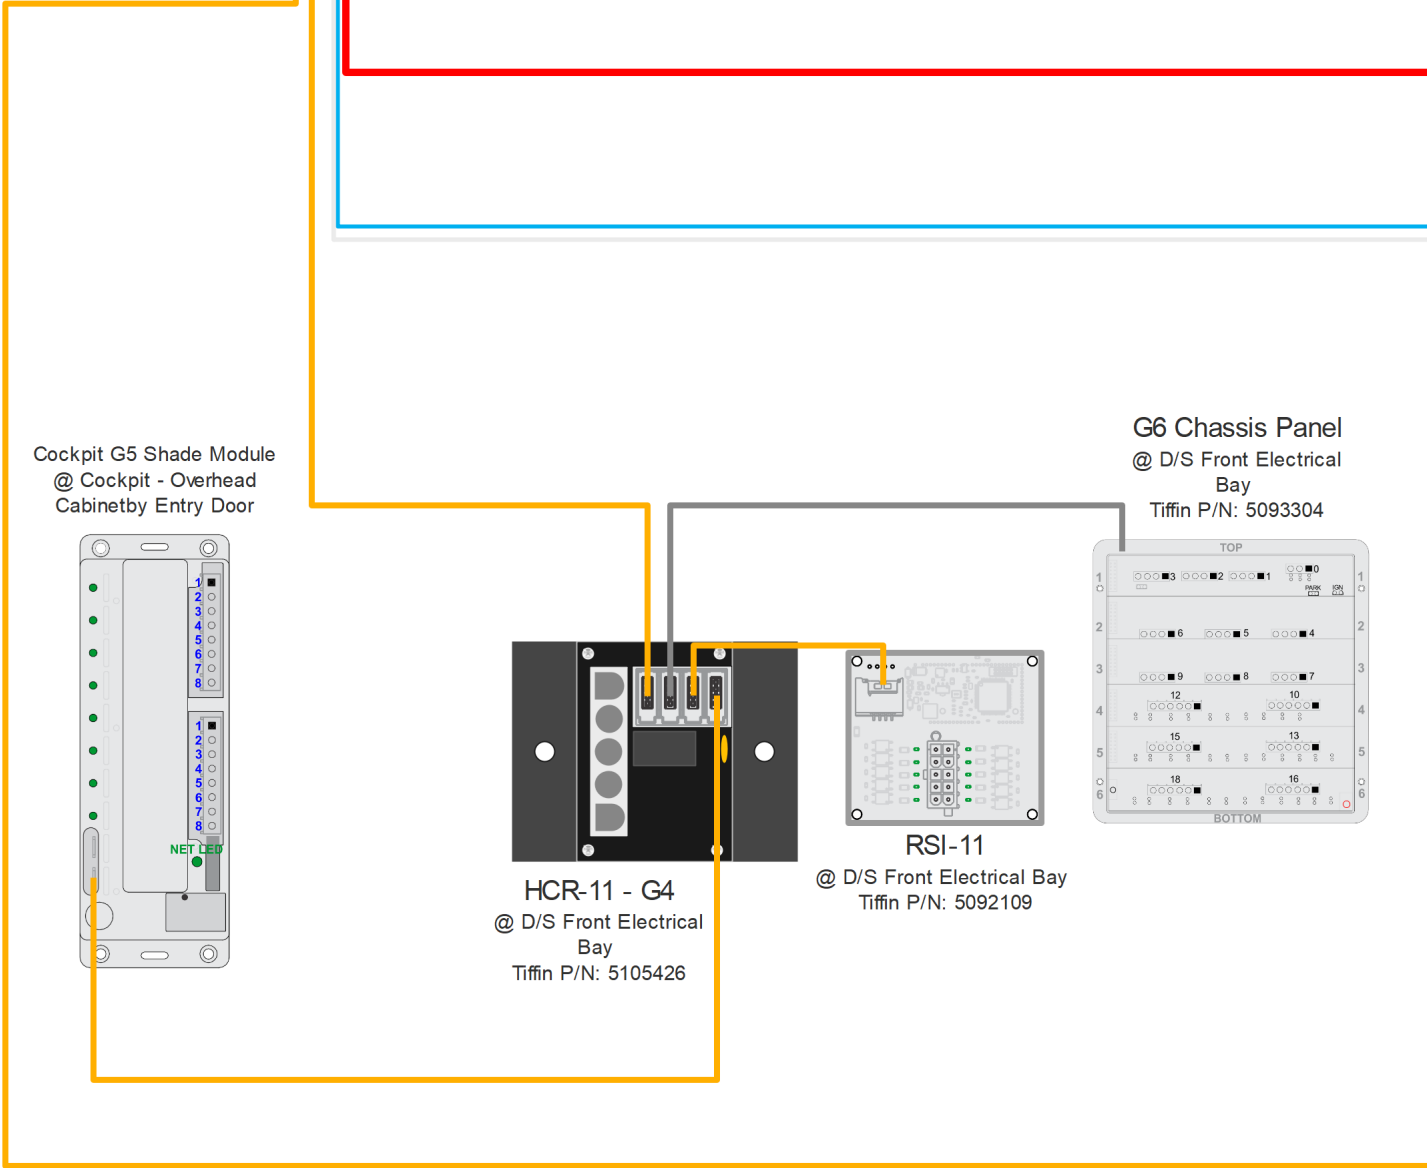 G6 Chassis Panel
@ D/S Front Electrical
Bay
Tiffin P/N: 5093304
Cockpit G5 Shade Module
@ Cockpit - Overhead
Cabinetby Entry Door
TOP
1
3
2
1
0
1
PARK
IGN
2
6
5
4
2
3
9
8
7
3
4
12
10
4
5
15
13
5
6
18
16
6
BOTTOM
1
2
3
4
5
6
7
8
1
2
3
4
5
6
7
8
NET LED
RSI-11
@ D/S Front Electrical Bay
Tiffin P/N: 5092109
HCR-11 - G4
@ D/S Front Electrical
Bay
Tiffin P/N: 5105426